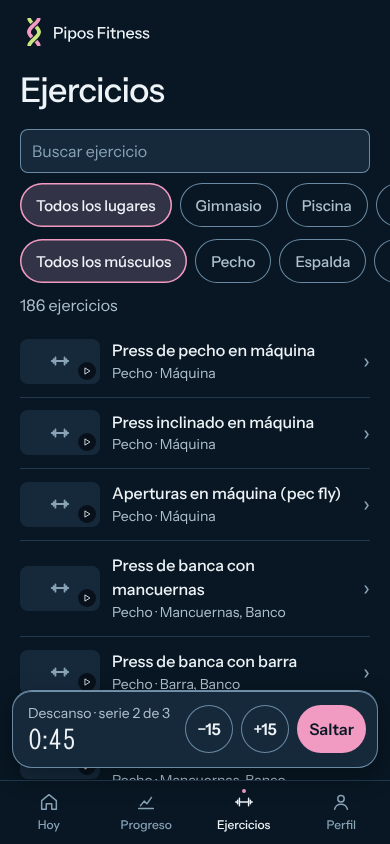 Pipos Fitness
Ejercicios
Buscar ejercicio
Todos los lugares Gimnasio Piscina
Todos los músculos Pecho Espalda
186 ejercicios
Press de pecho en máquina
Pecho · Máquina
Press inclinado en máquina
Pecho · Máquina
Aperturas en máquina (pec fly)
Pecho · Máquina
Press de banca con
mancuernas
Pecho · Mancuernas, Banco
Press de banca con barra
Pecho · Barra, Banco
Descanso · serie 2 de 3
0:45
−15 +15 Saltar
Pecho · Mancuernas, Banco
Hoy Progreso Ejercicios Perfil